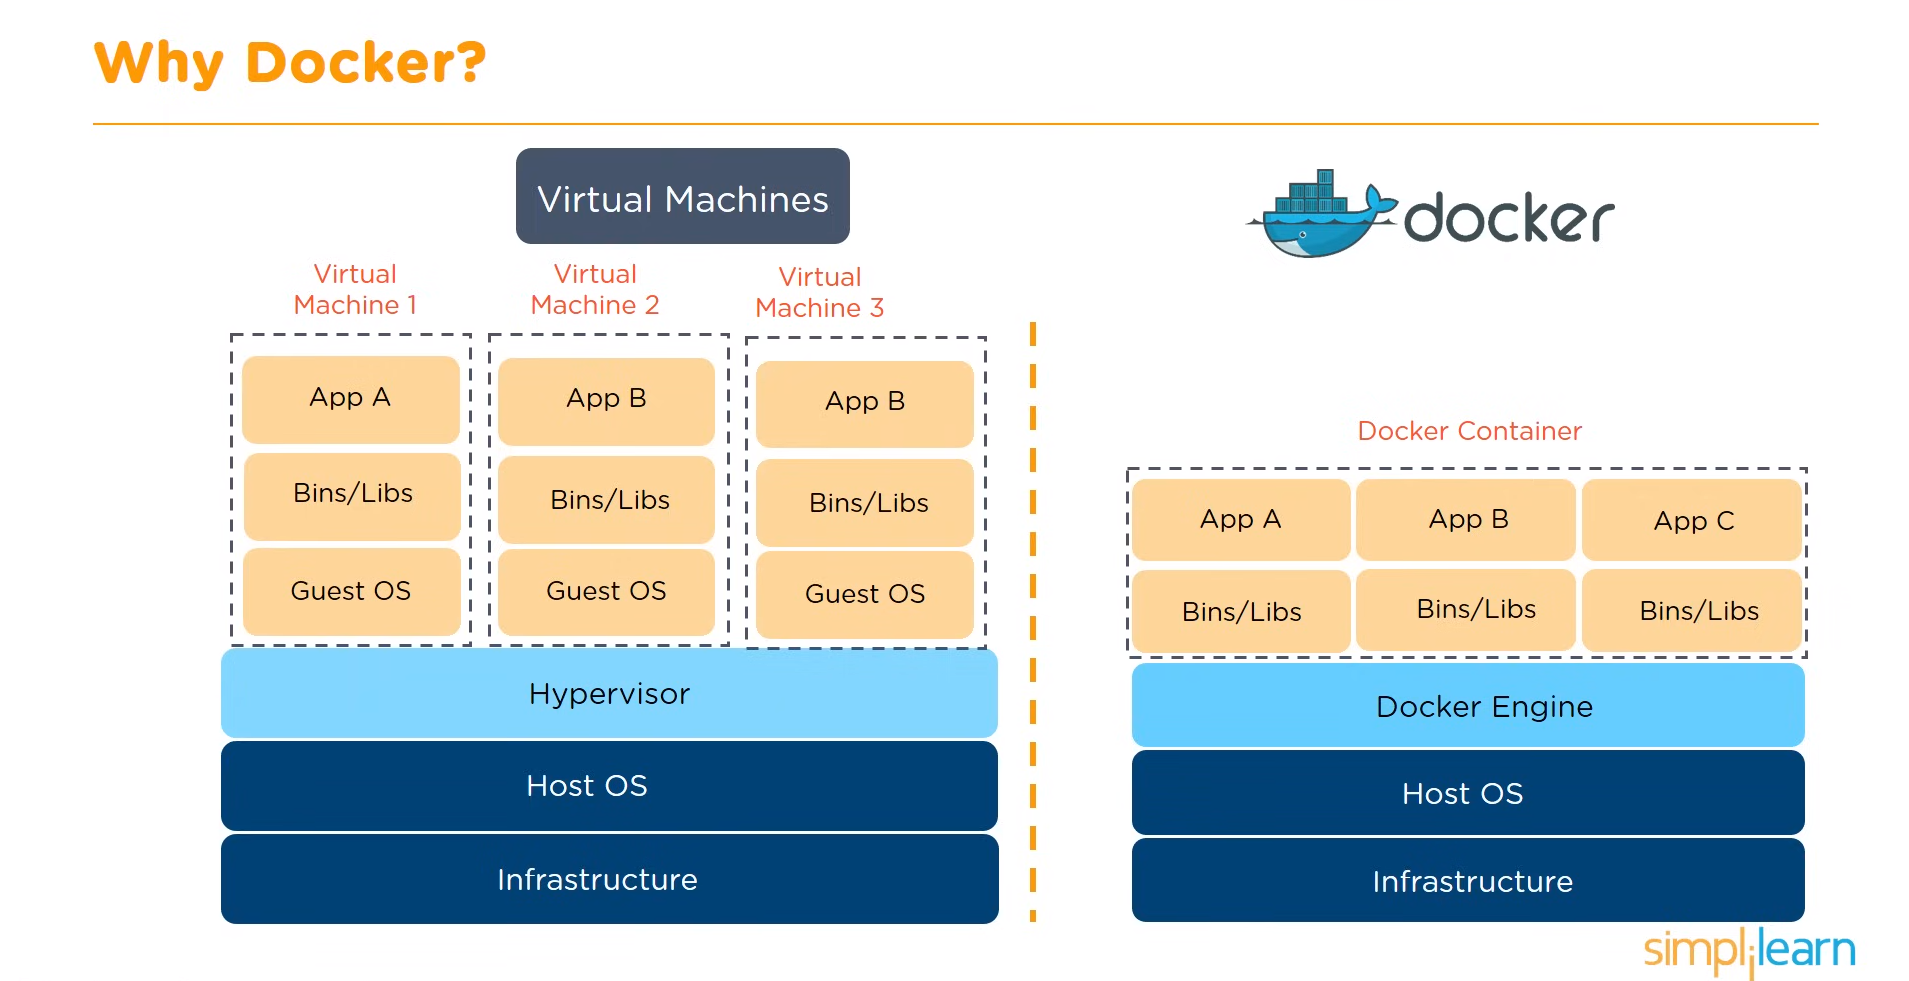 Why Docker?
Virtual Machines
docker
Virtual
Machine 1
Virtual
Machine 2
Virtual
Machine 3
App A
Bins/Libs
Guest OS
App B
Bins/Libs
Guest OS
App B
Bins/Libs
Guest OS
Hypervisor
Host OS
Infrastructure
Docker Container
App A
App B
App C
Bins/Libs
Bins/Libs
Bins/Libs
Docker Engine
Host OS
Infrastructure
simplilearn